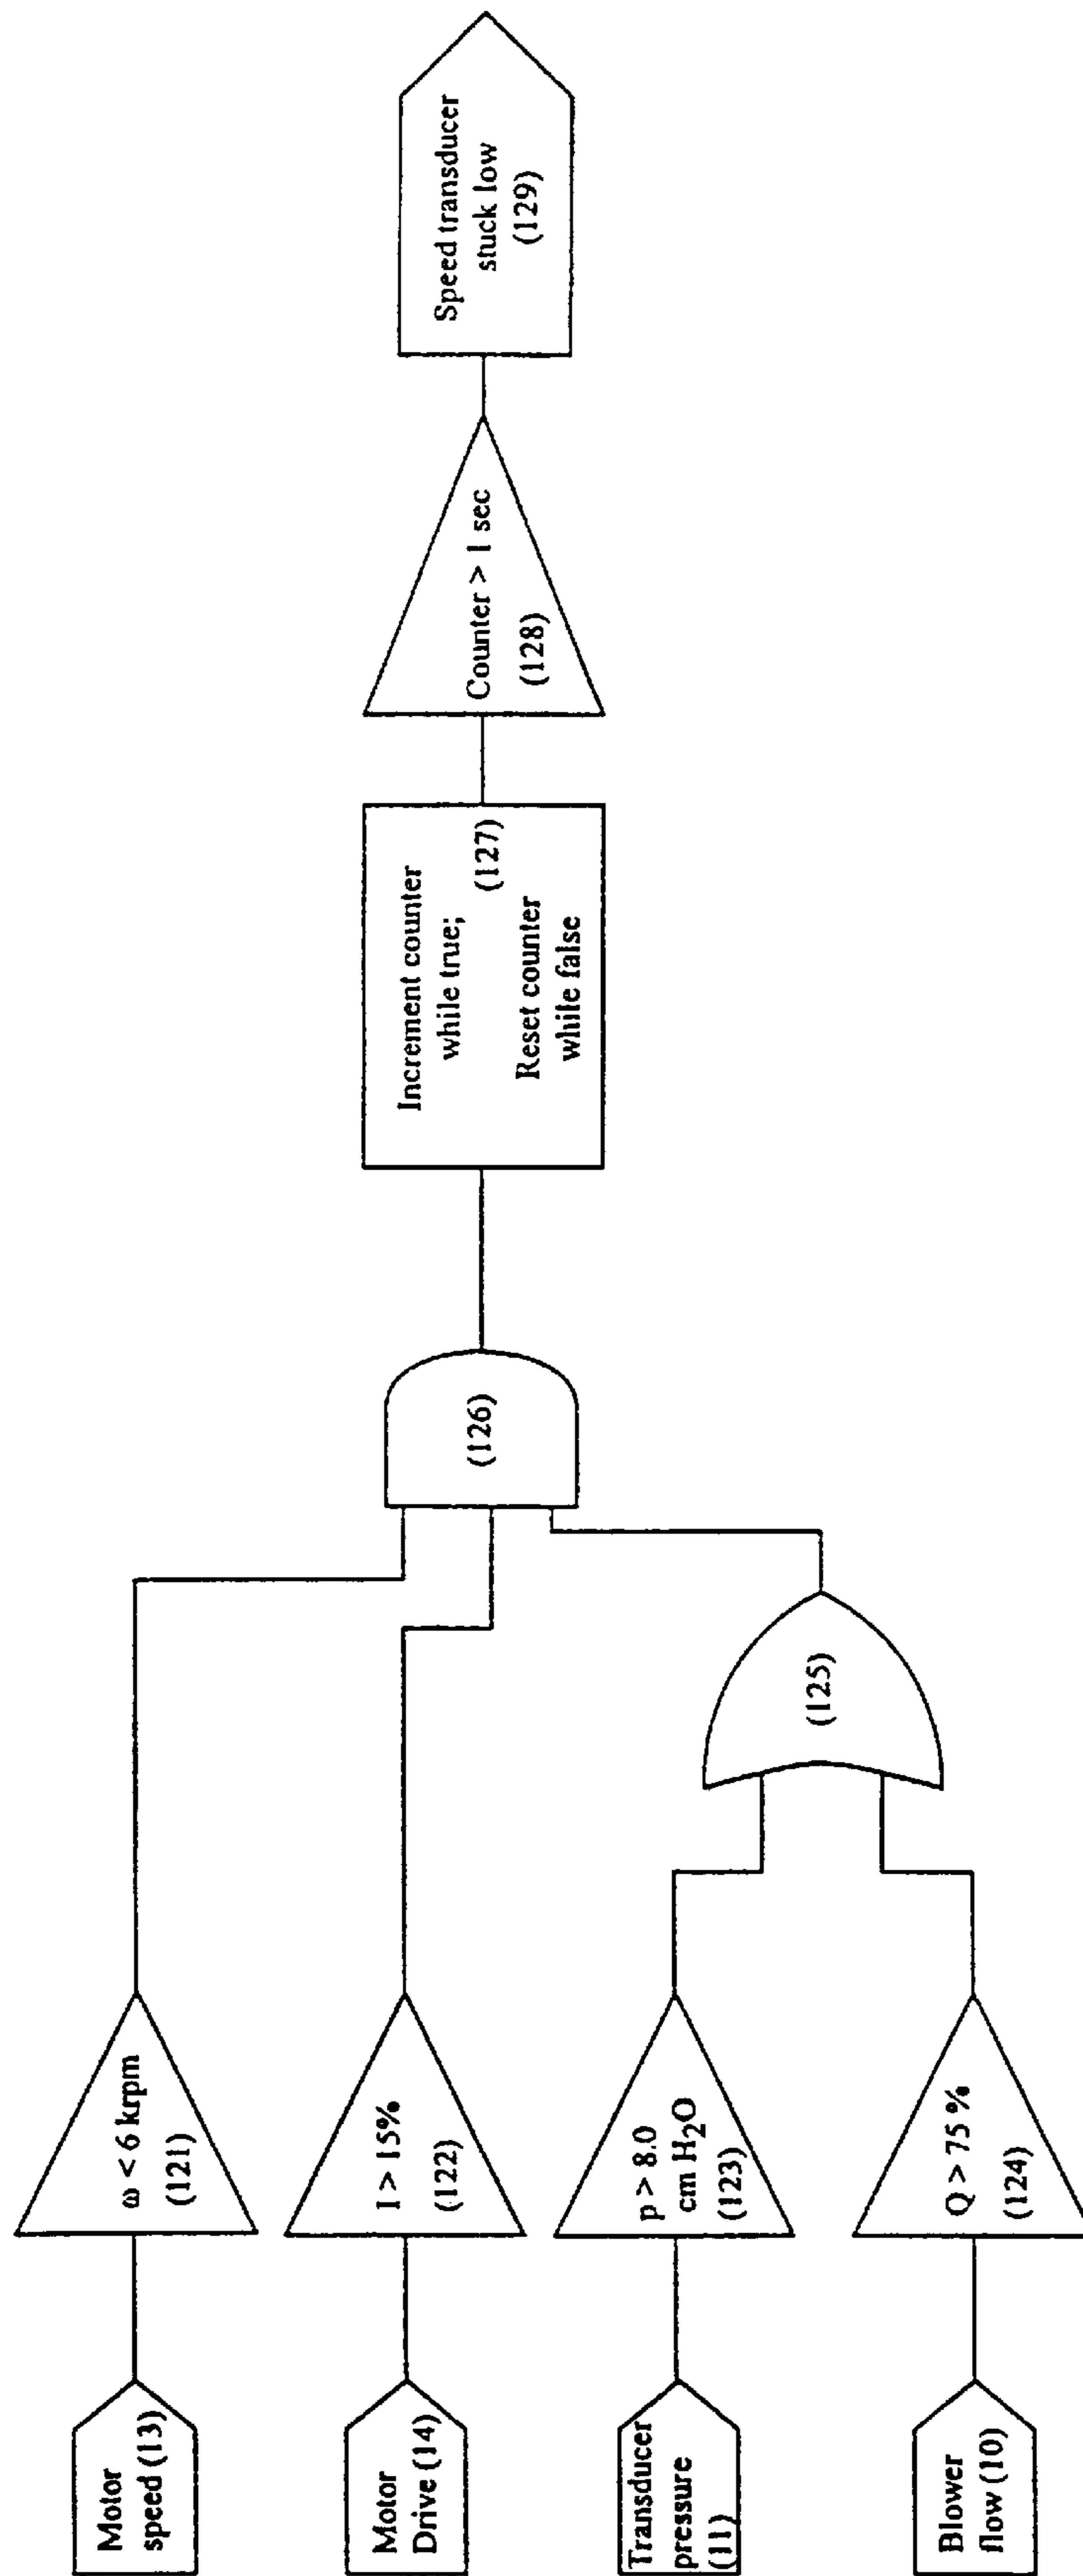 Motor
speed (13)
ω < 6 krpm
(121)
Motor
Drive (14)
I > 15%
(122)
Transducer
pressure
(11)
p > 8.0
cm H₂O
(123)
Blower
flow (10)
Q > 75 %
(124)
(125)
(126)
Increment counter
while true;
(127)
Reset counter
while false
Counter > 1 sec
(128)
Speed transducer
stuck low
(129)